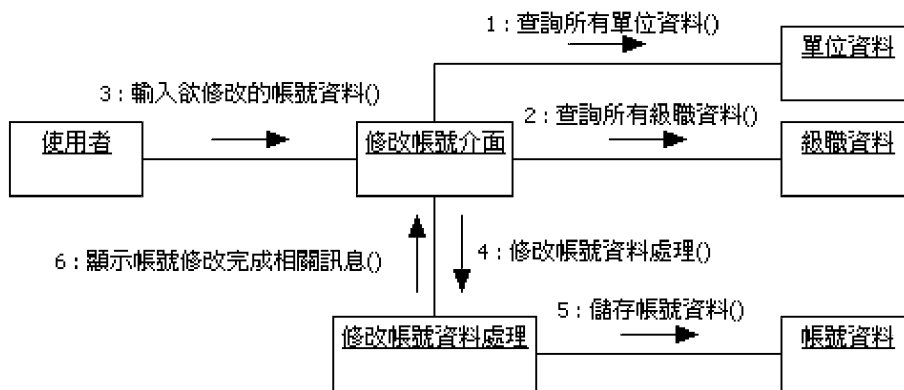 1：查詢所有單位資料()
單位資料
3：輸入欲修改的帳號資料()
2：查詢所有級職資料()
使用者
修改帳號介面
級職資料
6：顯示帳號修改完成相關訊息()
4：修改帳號資料處理()
5：儲存帳號資料()
修改帳號資料處理
帳號資料